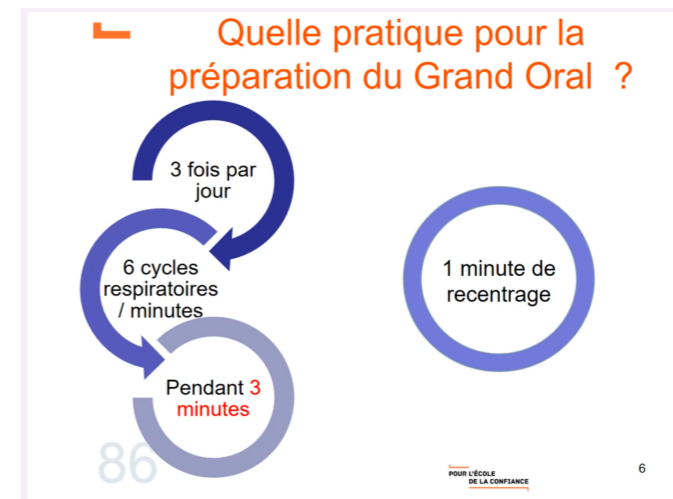 Quelle pratique pour la
préparation du Grand Oral ?
3 fois par
jour
6 cycles
respiratoires
/ minutes
Pendant 3
minutes
1 minute de
recentrage
86
POUR L'ÉCOLE
DE LA CONFIANCE
6